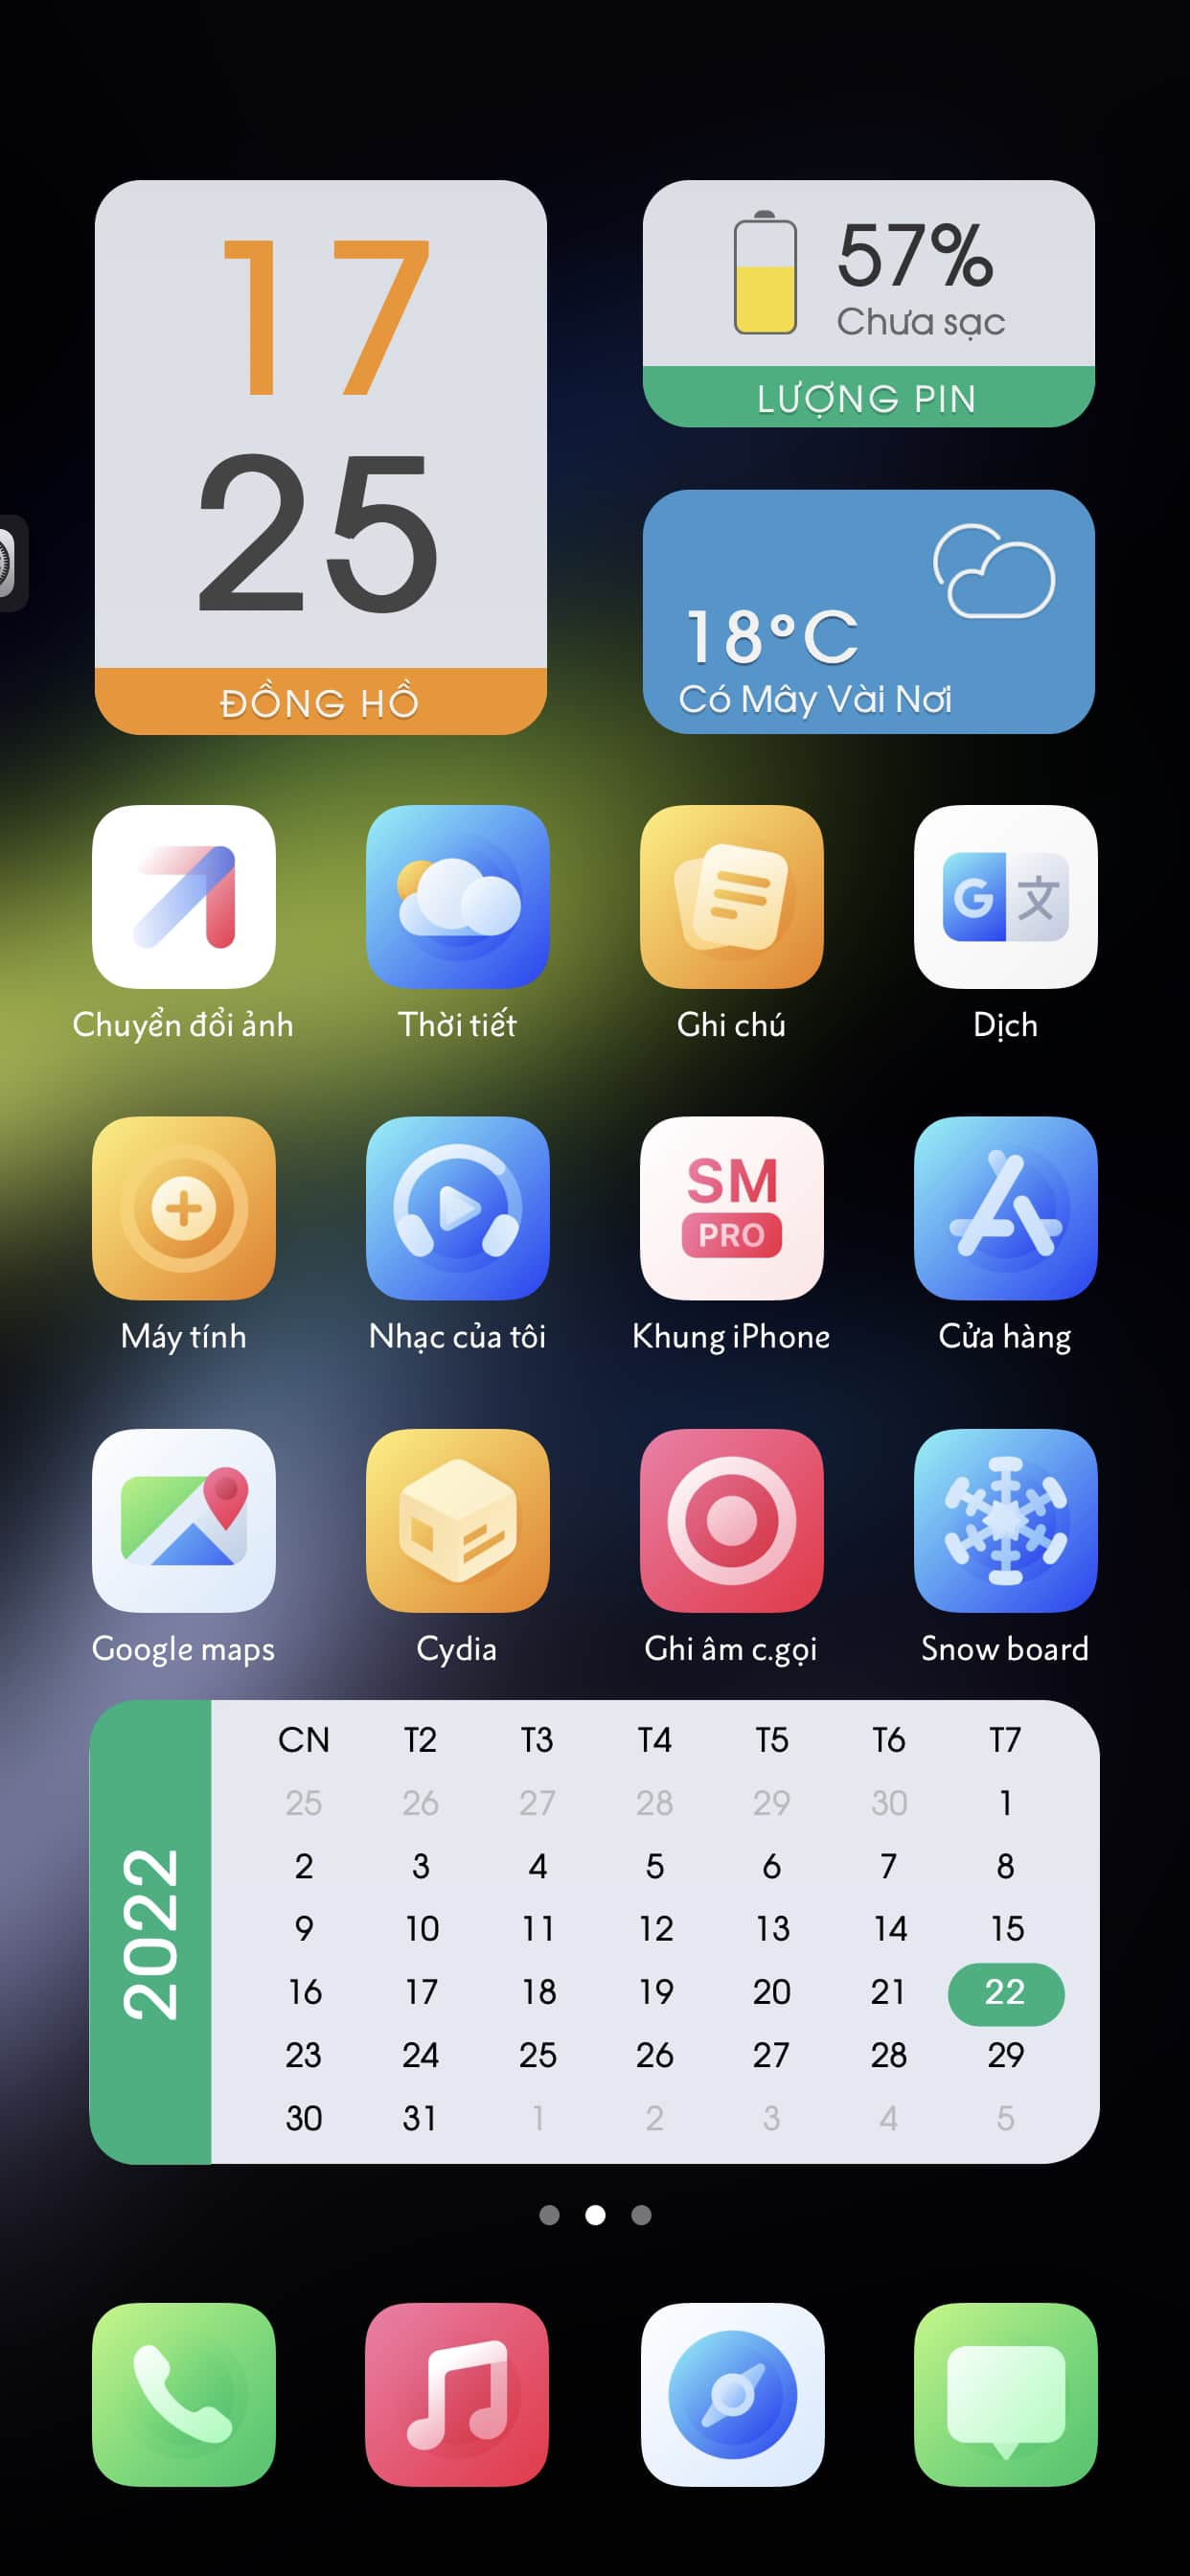 17
25
ĐỒNG HỒ
57%
Chưa sạc
LƯỢNG PIN
18°C
Có Mây Vài Nơi
G 文
Chuyển đổi ảnh Thời tiết Ghi chú Dịch
SM
PRO
Máy tính Nhạc của tôi Khung iPhone Cửa hàng
Google maps Cydia Ghi âm c.gọi Snow board
2022
CN T2 T3 T4 T5 T6 T7
25 26 27 28 29 30 1
2 3 4 5 6 7 8
9 10 11 12 13 14 15
16 17 18 19 20 21 22
23 24 25 26 27 28 29
30 31 1 2 3 4 5